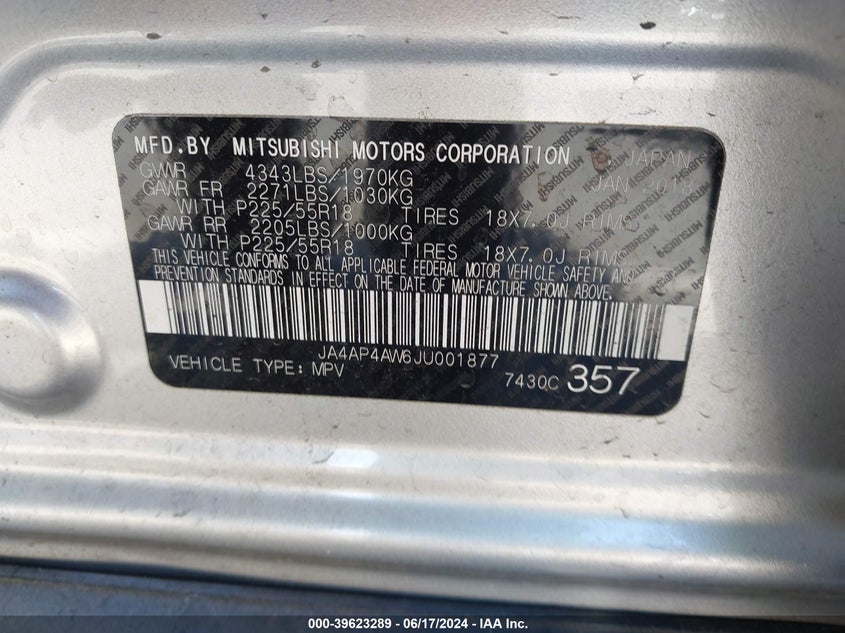 MFD.BY MITSUBISHI MOTORS CORPORATION JAPAN
GVWR 4343LBS/1970KG JAN 2018
GAWR FR 2271LBS/1030KG
WITH P225/55R18 TIRES 18X7.0J RIMS
GAWR RR 2205LBS/1000KG
WITH P225/55R18 TIRES 18X7.0J RIMS
THIS VEHICLE CONFORMS TO ALL APPLICABLE FEDERAL MOTOR VEHICLE SAFETY AND
PREVENTION STANDARDS IN EFFECT ON THE DATE OF MANUFACTURE SHOWN ABOVE.
JA4AP4AW6JU001877
VEHICLE TYPE: MPV 7430C 357
000-39623289 - 06/17/2024 - IAA Inc.